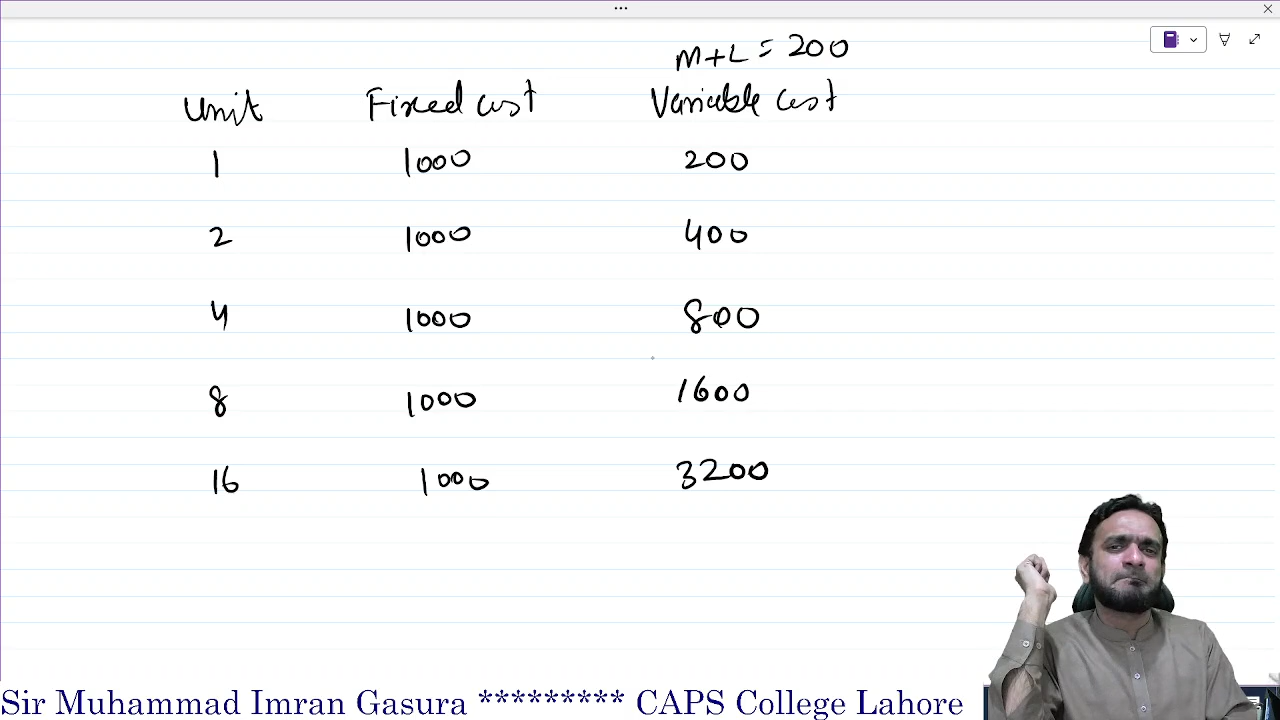 M+L = 200
Unit Fixed cost Variable cost
1 1000 200
2 1000 400
4 1000 800
8 1000 1600
16 1000 3200
Sir Muhammad Imran Gasura ********* CAPS College Lahore